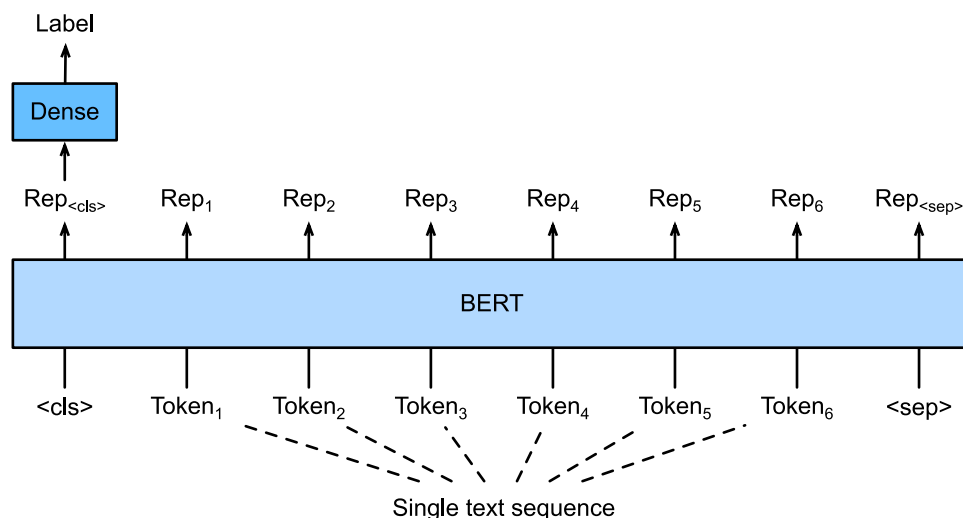 Label
Dense
Rep<cls> Rep1 Rep2 Rep3 Rep4 Rep5 Rep6 Rep<sep>
BERT
<cls> Token1 Token2 Token3 Token4 Token5 Token6 <sep>
Single text sequence